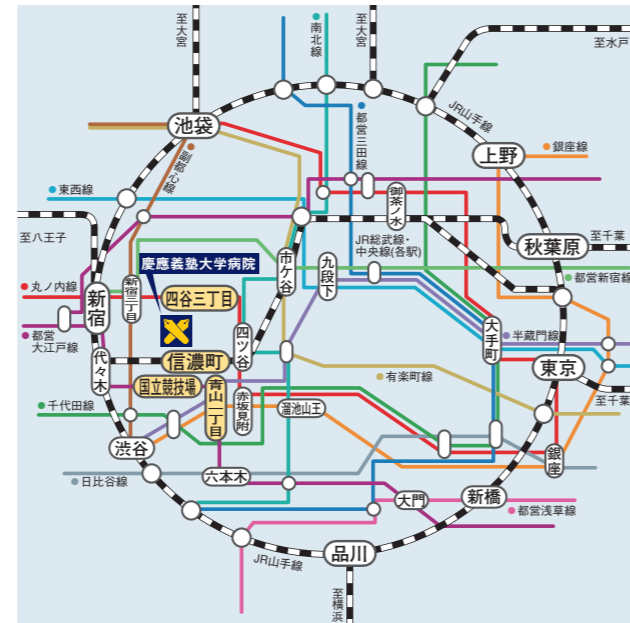 至大宮
●南北線
至大宮
至水戸
JR山手線
池袋
●都営三田線
副都心線
上野
●銀座線
●東西線
御茶ノ水
至八王子
JR総武線・
中央線(各駅)
秋葉原
至千葉
慶應義塾大学病院
市ケ谷
九段下
●都営新宿線
●丸ノ内線
新宿
新宿三丁目
四谷三丁目
●都営
大江戸線
四ツ谷
大手町
●半蔵門線
代々木
信濃町
東京
国立競技場
●有楽町線
至千葉
●千代田線
青山一丁目
赤坂見附
溜池山王
渋谷
銀座
●日比谷線
六本木
大門
新橋
●都営浅草線
JR山手線
品川
至横浜